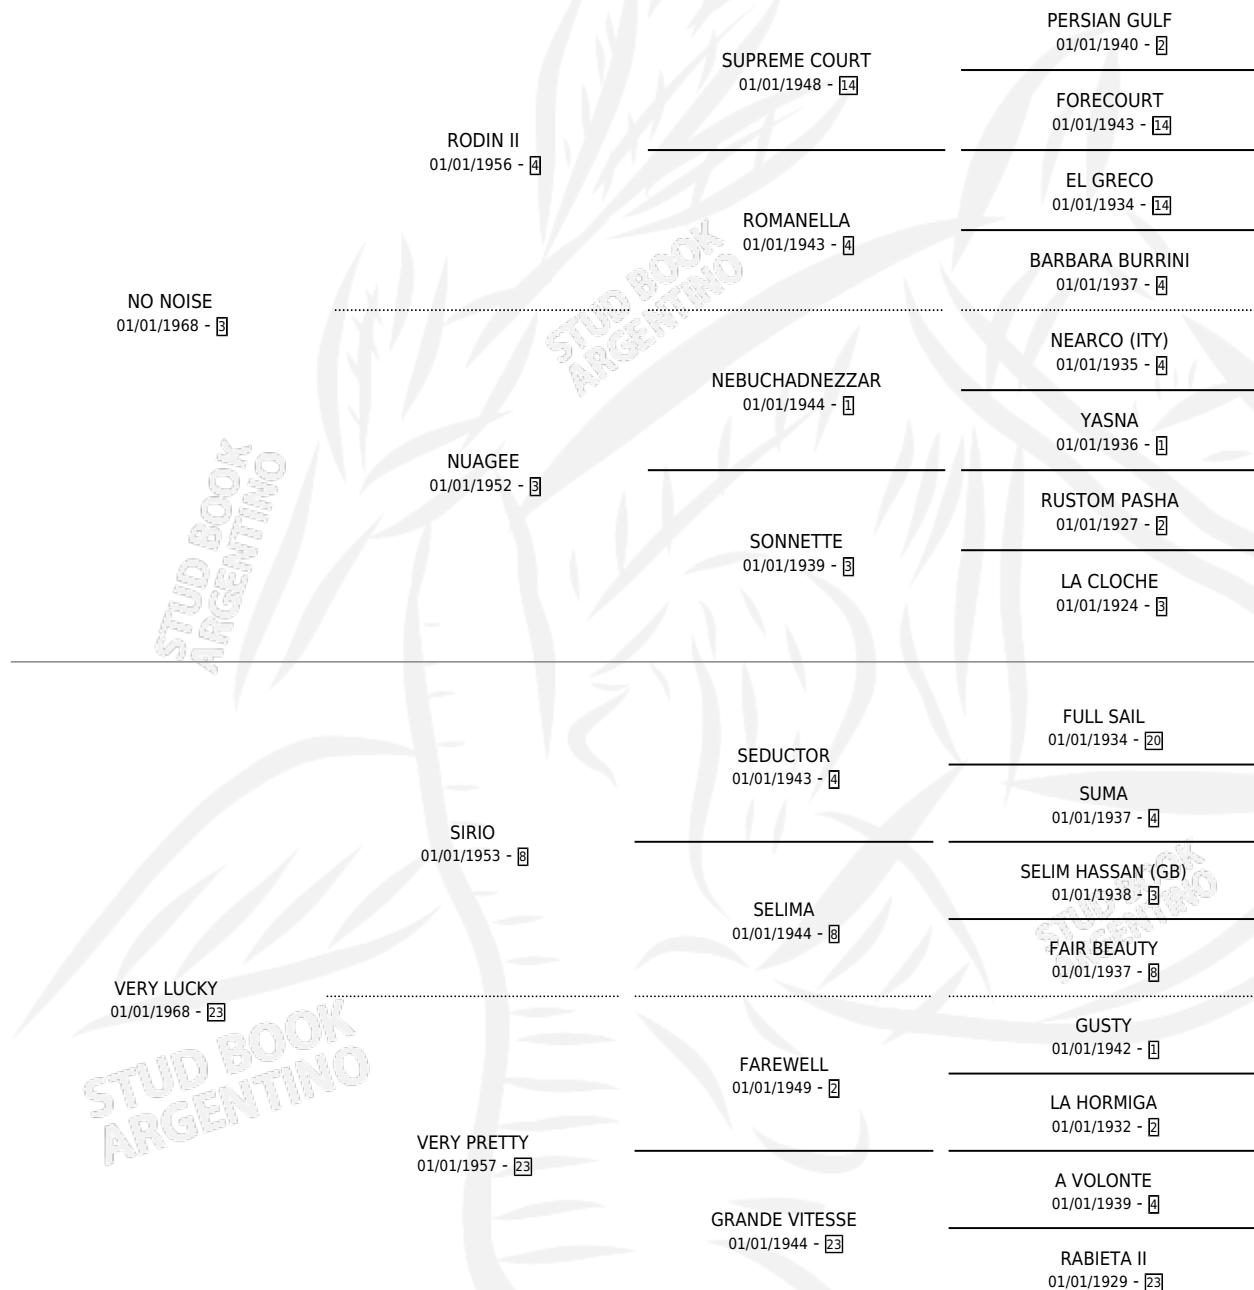 PERSIAN GULF
01/01/1940 - 2
SUPREME COURT
01/01/1948 - 14
FORECOURT
01/01/1943 - 14
RODIN II
01/01/1956 - 4
EL GRECO
01/01/1934 - 14
ROMANELLA
01/01/1943 - 4
BARBARA BURRINI
01/01/1937 - 4
NO NOISE
01/01/1968 - 3
NEARCO (ITY)
01/01/1935 - 4
NEBUCHADNEZZAR
01/01/1944 - 1
YASNA
01/01/1936 - 1
NUAGEE
01/01/1952 - 3
RUSTOM PASHA
01/01/1927 - 2
SONNETTE
01/01/1939 - 3
LA CLOCHE
01/01/1924 - 3
STUD BOOK
ARGENTINO
STUD BOOK
ARGENTINO
FULL SAIL
01/01/1934 - 20
SEDUCTOR
01/01/1943 - 4
SUMA
01/01/1937 - 4
SIRIO
01/01/1953 - 8
SELIM HASSAN (GB)
01/01/1938 - 3
SELIMA
01/01/1944 - 8
FAIR BEAUTY
01/01/1937 - 8
STUD BOOK
ARGENTINO
VERY LUCKY
01/01/1968 - 23
GUSTY
01/01/1942 - 1
FAREWELL
01/01/1949 - 2
LA HORMIGA
01/01/1932 - 2
STUD BOOK
ARGENTINO
VERY PRETTY
01/01/1957 - 23
A VOLONTE
01/01/1939 - 4
GRANDE VITESSE
01/01/1944 - 23
RABIETA II
01/01/1929 - 23